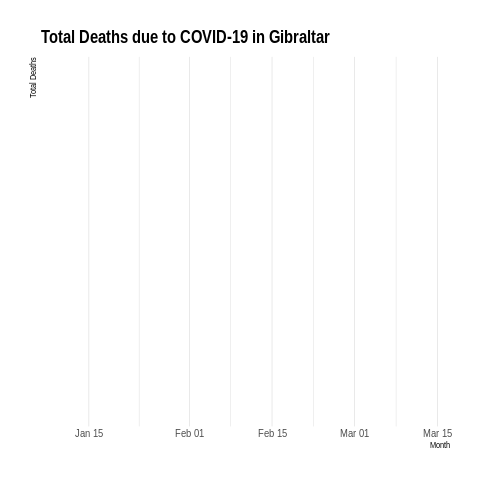 Total Deaths due to COVID-19 in Gibraltar
Total Deaths
Jan 15 Feb 01 Feb 15 Mar 01 Mar 15
Month